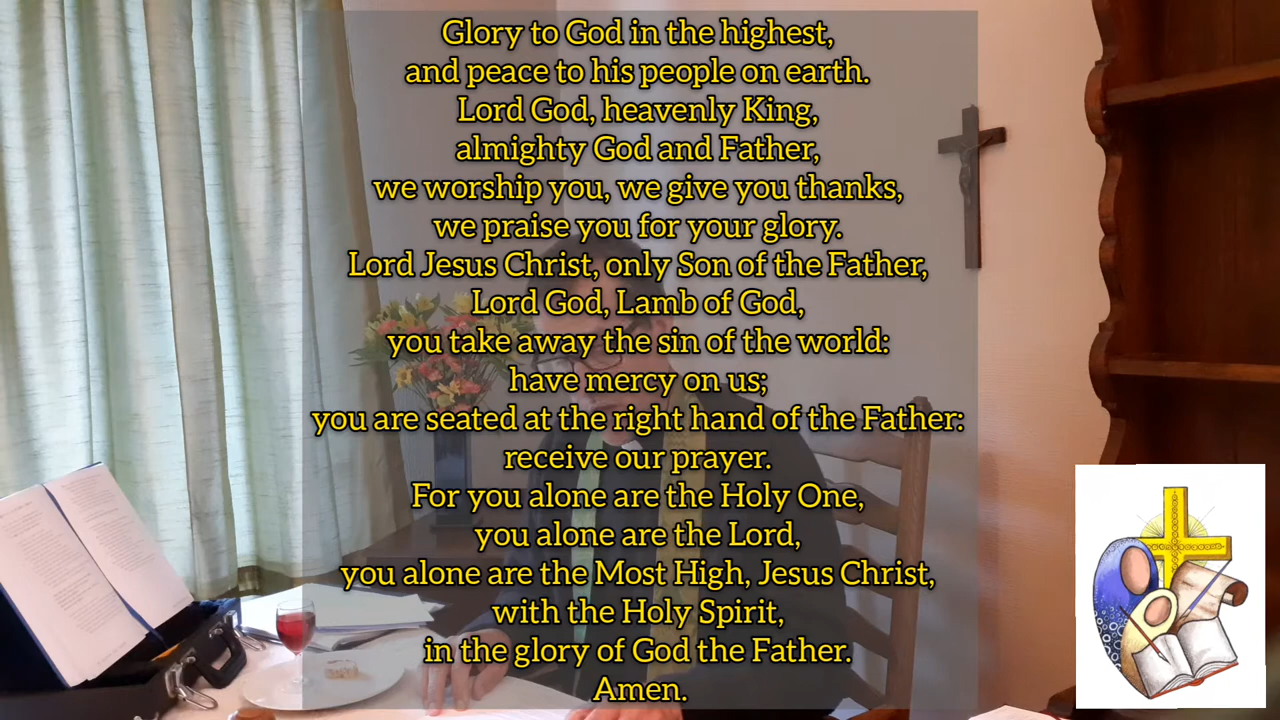 Glory to God in the highest,
and peace to his people on earth.
Lord God, heavenly King,
almighty God and Father,
we worship you, we give you thanks,
we praise you for your glory.
Lord Jesus Christ, only Son of the Father,
Lord God, Lamb of God,
you take away the sin of the world:
have mercy on us;
you are seated at the right hand of the Father:
receive our prayer.
For you alone are the Holy One,
you alone are the Lord,
you alone are the Most High, Jesus Christ,
with the Holy Spirit,
in the glory of God the Father.
Amen.